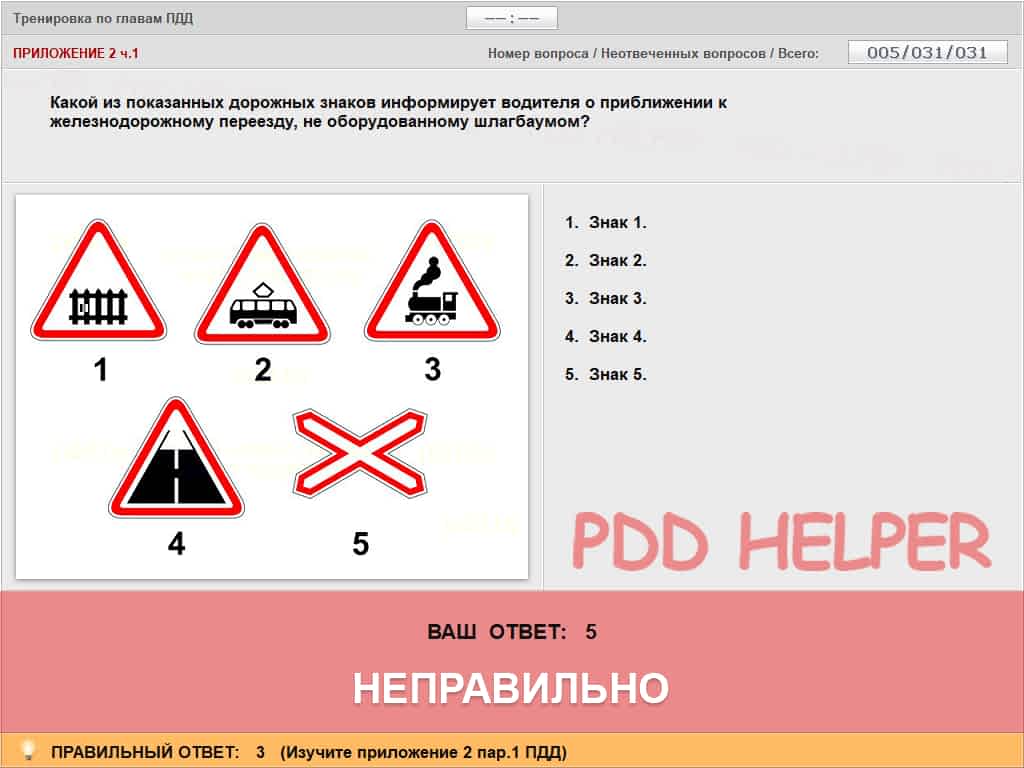 Тренировка по главам ПДД
—— : ——
ПРИЛОЖЕНИЕ 2 ч.1
Номер вопроса / Неотвеченных вопросов / Всего: 005/031/031
Какой из показанных дорожных знаков информирует водителя о приближении к
железнодорожному переезду, не оборудованному шлагбаумом?
1. Знак 1.
2. Знак 2.
3. Знак 3.
4. Знак 4.
5. Знак 5.
1 2 3
4 5
PDD HELPER
ВАШ ОТВЕТ: 5
НЕПРАВИЛЬНО
ПРАВИЛЬНЫЙ ОТВЕТ: 3 (Изучите приложение 2 пар.1 ПДД)